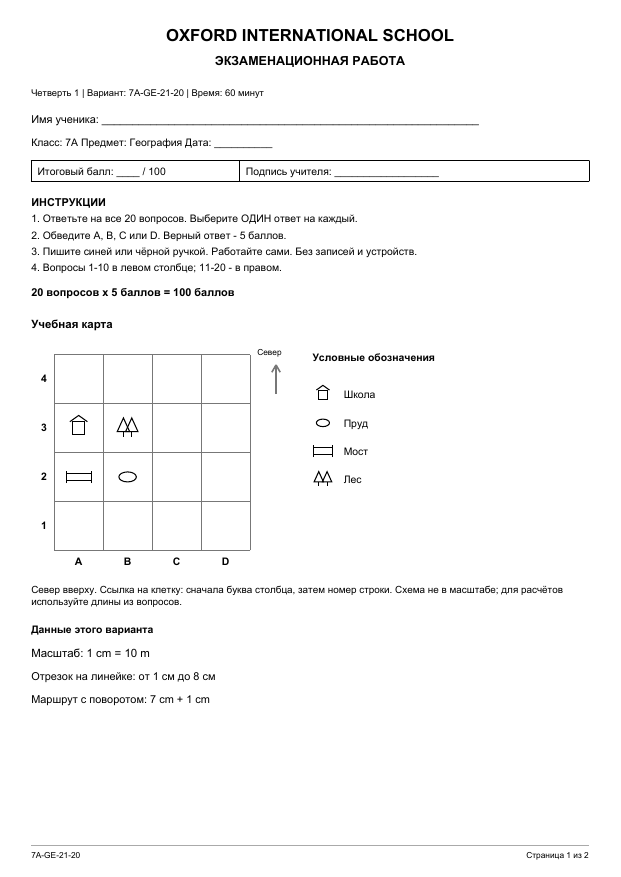 OXFORD INTERNATIONAL SCHOOL
ЭКЗАМЕНАЦИОННАЯ РАБОТА
Четверть 1 | Вариант: 7A-GE-21-20 | Время: 60 минут
Имя ученика: ____________________________________________________________________
Класс: 7A Предмет: География Дата: __________
Итоговый балл: ____ / 100 Подпись учителя: ___________________
ИНСТРУКЦИИ
1. Ответьте на все 20 вопросов. Выберите ОДИН ответ на каждый.
2. Обведите A, B, C или D. Верный ответ - 5 баллов.
3. Пишите синей или чёрной ручкой. Работайте сами. Без записей и устройств.
4. Вопросы 1-10 в левом столбце; 11-20 - в правом.
20 вопросов x 5 баллов = 100 баллов
Учебная карта
Север
Условные обозначения
4
3
2
1
A B C D
Школа
Пруд
Мост
Лес
Север вверху. Ссылка на клетку: сначала буква столбца, затем номер строки. Схема не в масштабе; для расчётов
используйте длины из вопросов.
Данные этого варианта
Масштаб: 1 cm = 10 m
Отрезок на линейке: от 1 см до 8 см
Маршрут с поворотом: 7 cm + 1 cm
7A-GE-21-20 Страница 1 из 2